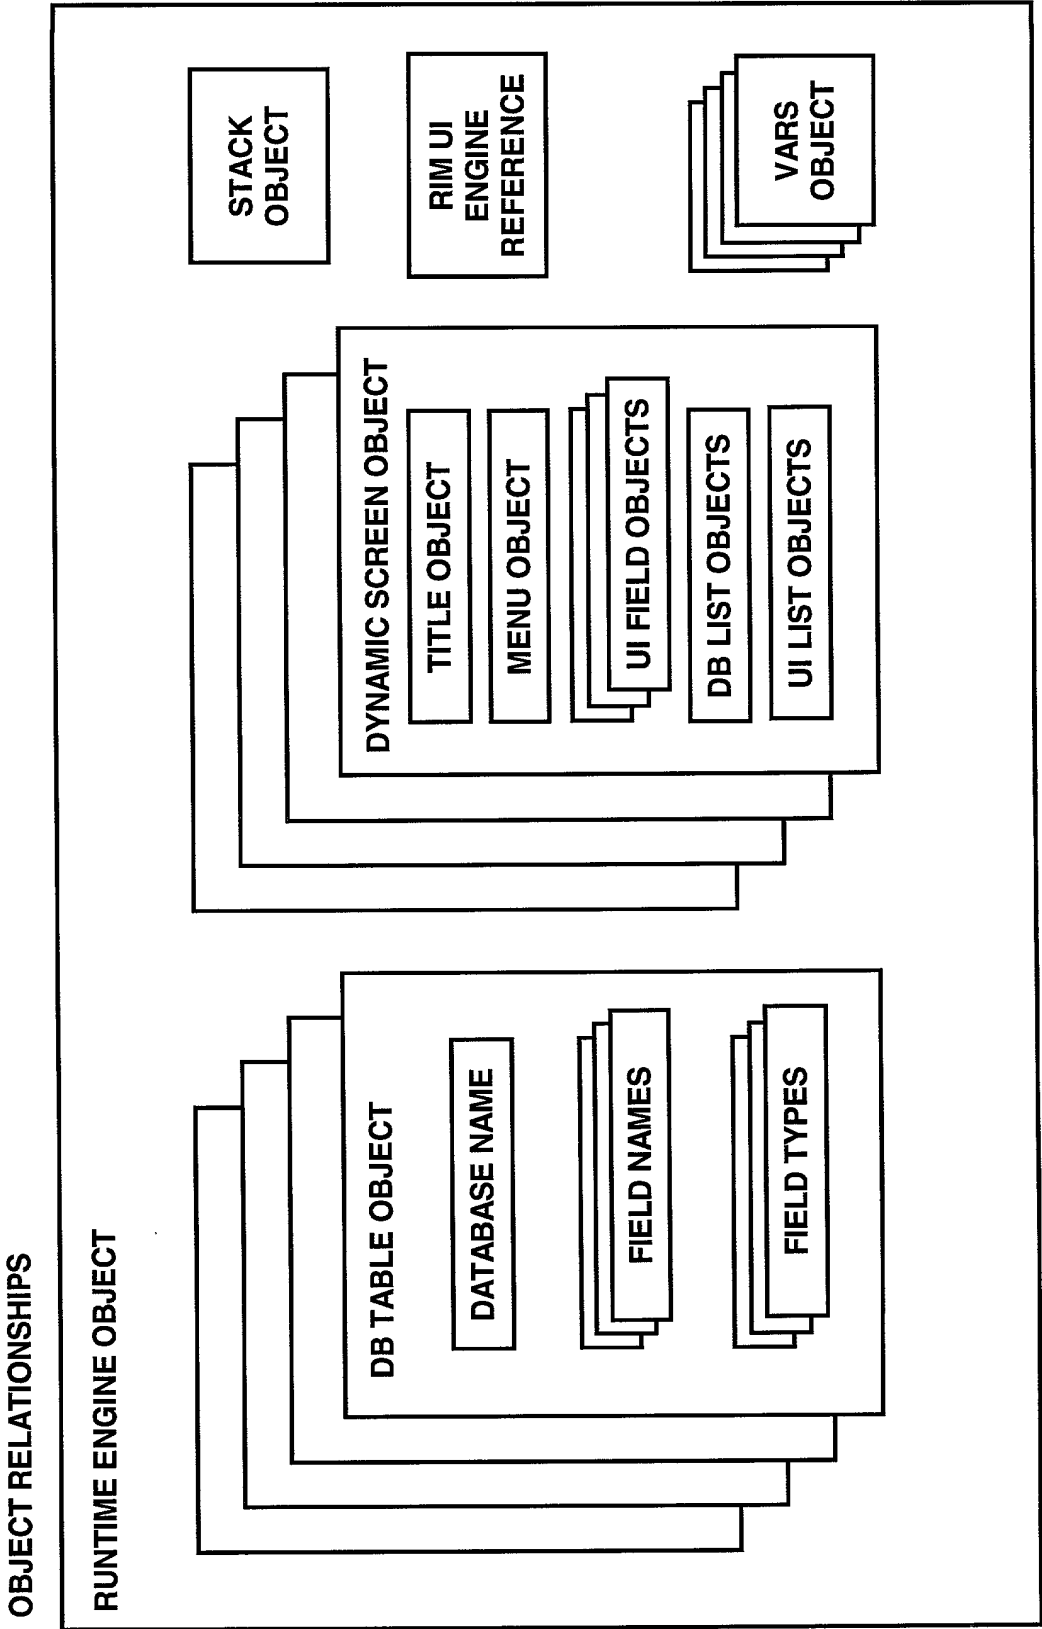 OBJECT RELATIONSHIPS
RUNTIME ENGINE OBJECT
DB TABLE OBJECT
DATABASE NAME
FIELD NAMES
FIELD TYPES
DYNAMIC SCREEN OBJECT
TITLE OBJECT
MENU OBJECT
UI FIELD OBJECTS
DB LIST OBJECTS
UI LIST OBJECTS
STACK
OBJECT
RIM UI
ENGINE
REFERENCE
VARS
OBJECT